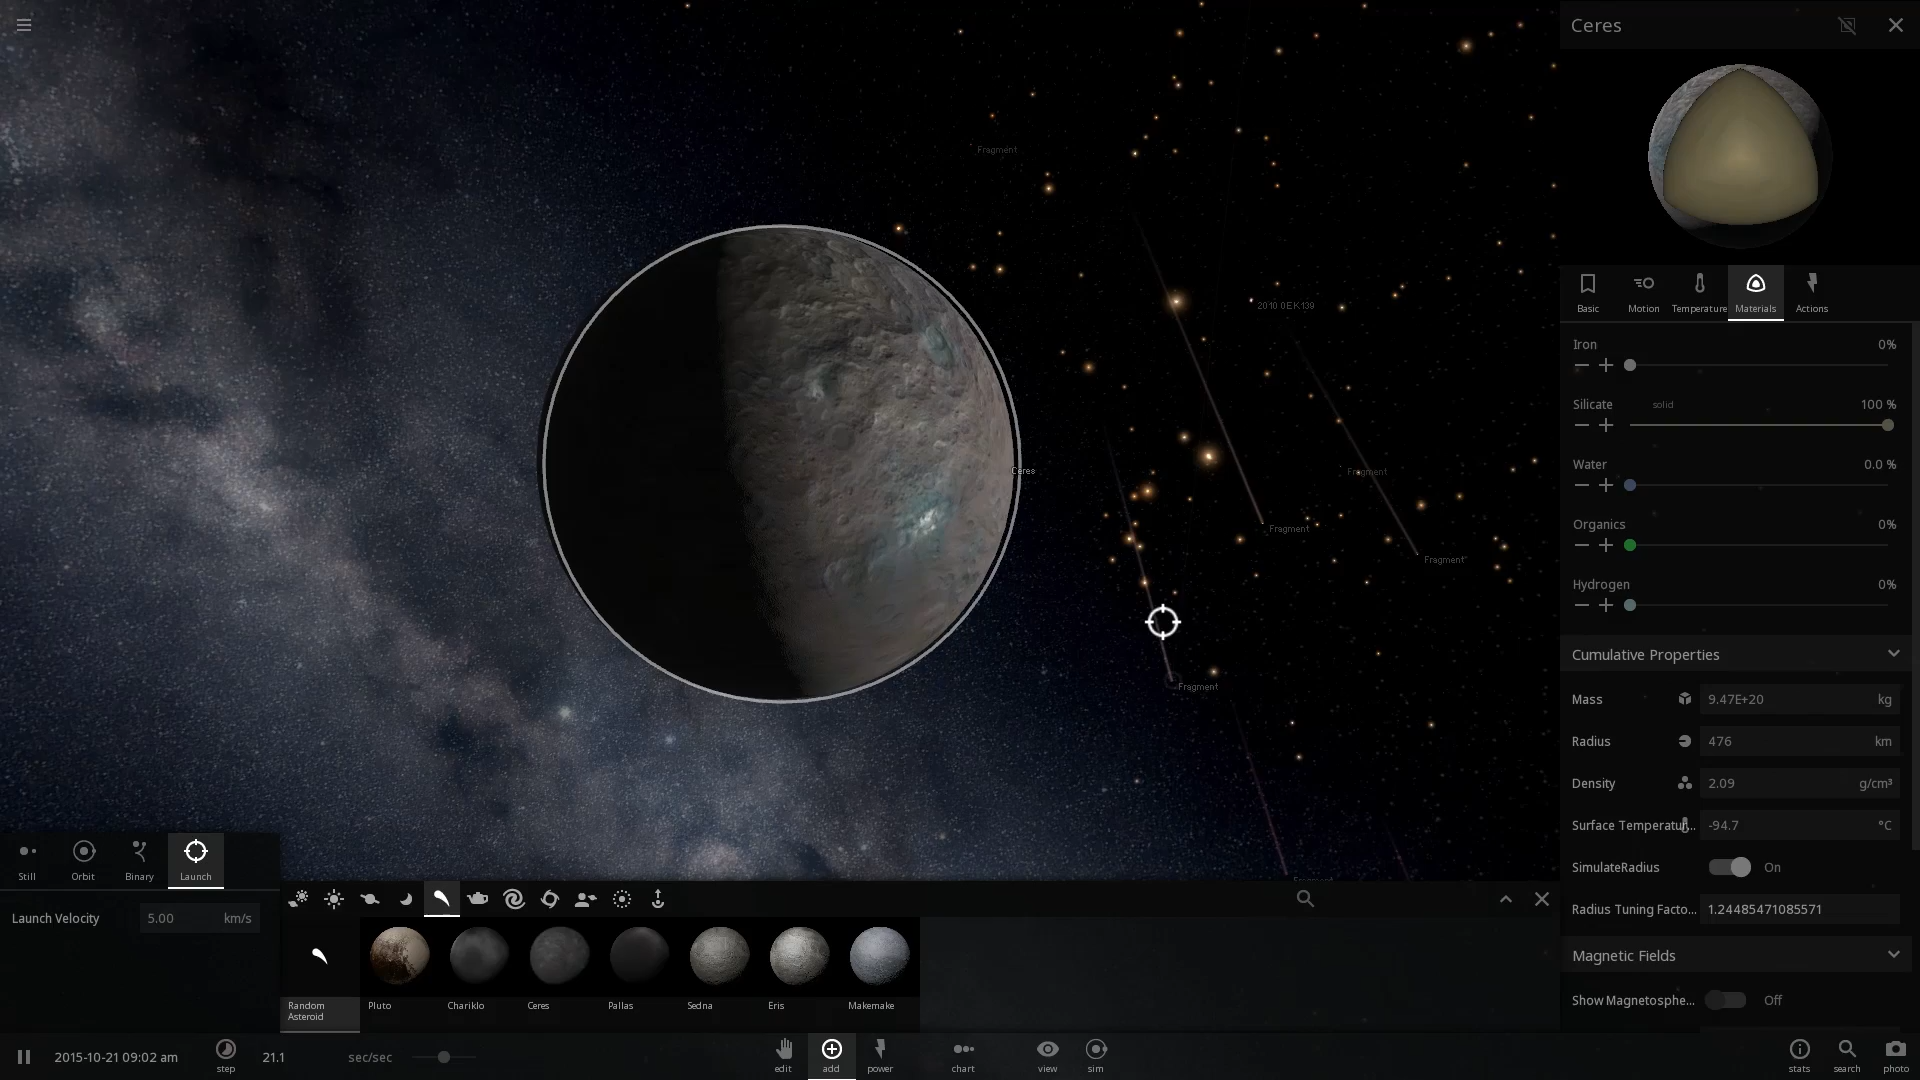 Ceres
Fragment
2010 0EK139
Ceres
Fragment
Fragment
Fragment
Fragment
Basic
Motion
Temperature
Materials
Actions
Iron
0%
Silicate
solid
100 %
Water
0.0 %
Organics
0%
Hydrogen
0%
Cumulative Properties
Mass
9.47E+20
kg
Radius
476
km
Density
2.09
g/cm³
Surface Temperatur...
-94.7
°C
SimulateRadius
On
Radius Tuning Facto...
1.24485471085571
Magnetic Fields
Show Magnetosphe...
Off
Still
Orbit
Binary
Launch
Launch Velocity
5.00
km/s
Random
Asteroid
Pluto
Chariklo
Ceres
Pallas
Sedna
Eris
Makemake
2015-10-21 09:02 am
step
21.1
sec/sec
edit
add
power
chart
view
sim
stats
search
photo